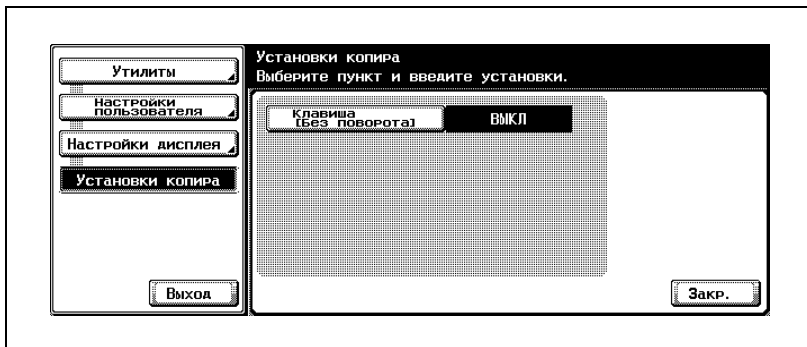 Утилиты
Настройки
пользователя
Настройки дисплея
Установки копира
Выход
Установки копира
Выберите пункт и введите установки.
Клавиша
[Без поворота]
ВЫКЛ
Закр.